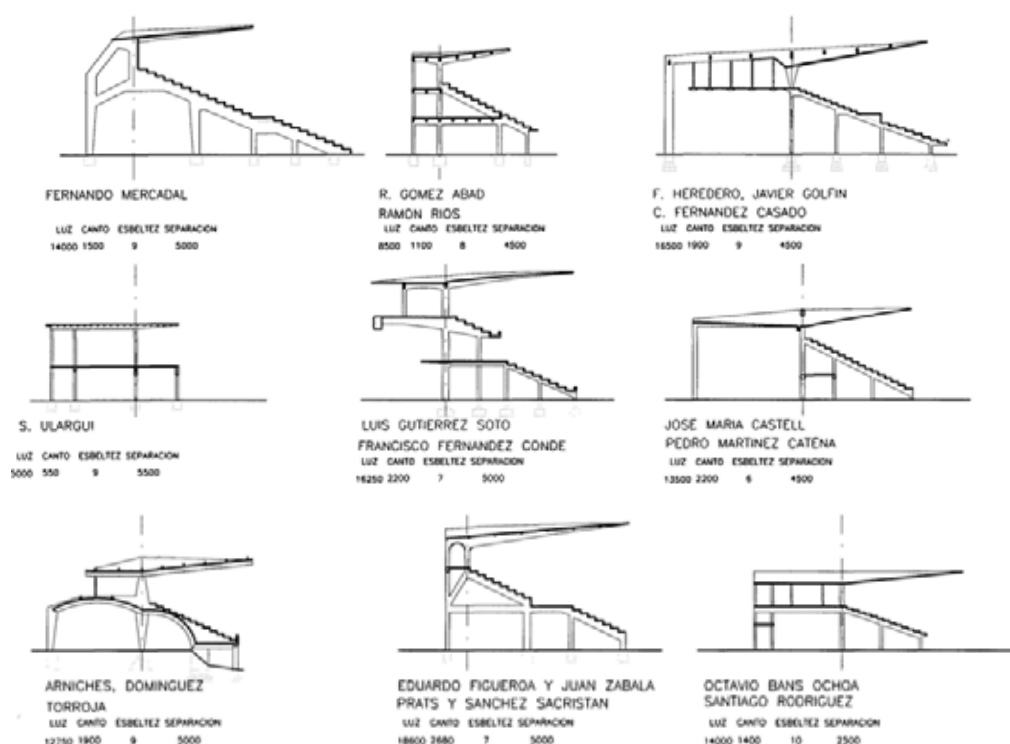 FERNANDO MERCADAL
LUZ CANTO ESBELTEZ SEPARACION
14000 1500 9 5000
R. GOMEZ ABAD
RAMON RIOS
LUZ CANTO ESBELTEZ SEPARACION
8500 1100 8 4500
F. HEREDERO, JAVIER GOLFIN
C. FERNANDEZ CASADO
LUZ CANTO ESBELTEZ SEPARACION
16500 1900 9 4500
S. ULARGUI
LUZ CANTO ESBELTEZ SEPARACION
5000 550 9 5500
LUIS GUTIERREZ SOTO
FRANCISCO FERNANDEZ CONDE
LUZ CANTO ESBELTEZ SEPARACION
16250 2200 7 5000
JOSE MARIA CASTELL
PEDRO MARTINEZ CATENA
LUZ CANTO ESBELTEZ SEPARACION
13500 2200 6 4500
ARNICHES, DOMINGUEZ
TORROJA
LUZ CANTO ESBELTEZ SEPARACION
12750 1900 9 5000
EDUARDO FIGUEROA Y JUAN ZABALA
PRATS Y SANCHEZ SACRISTAN
LUZ CANTO ESBELTEZ SEPARACION
18600 2680 7 5000
OCTAVIO BANS OCHOA
SANTIAGO RODRIGUEZ
LUZ CANTO ESBELTEZ SEPARACION
14000 1400 10 2500